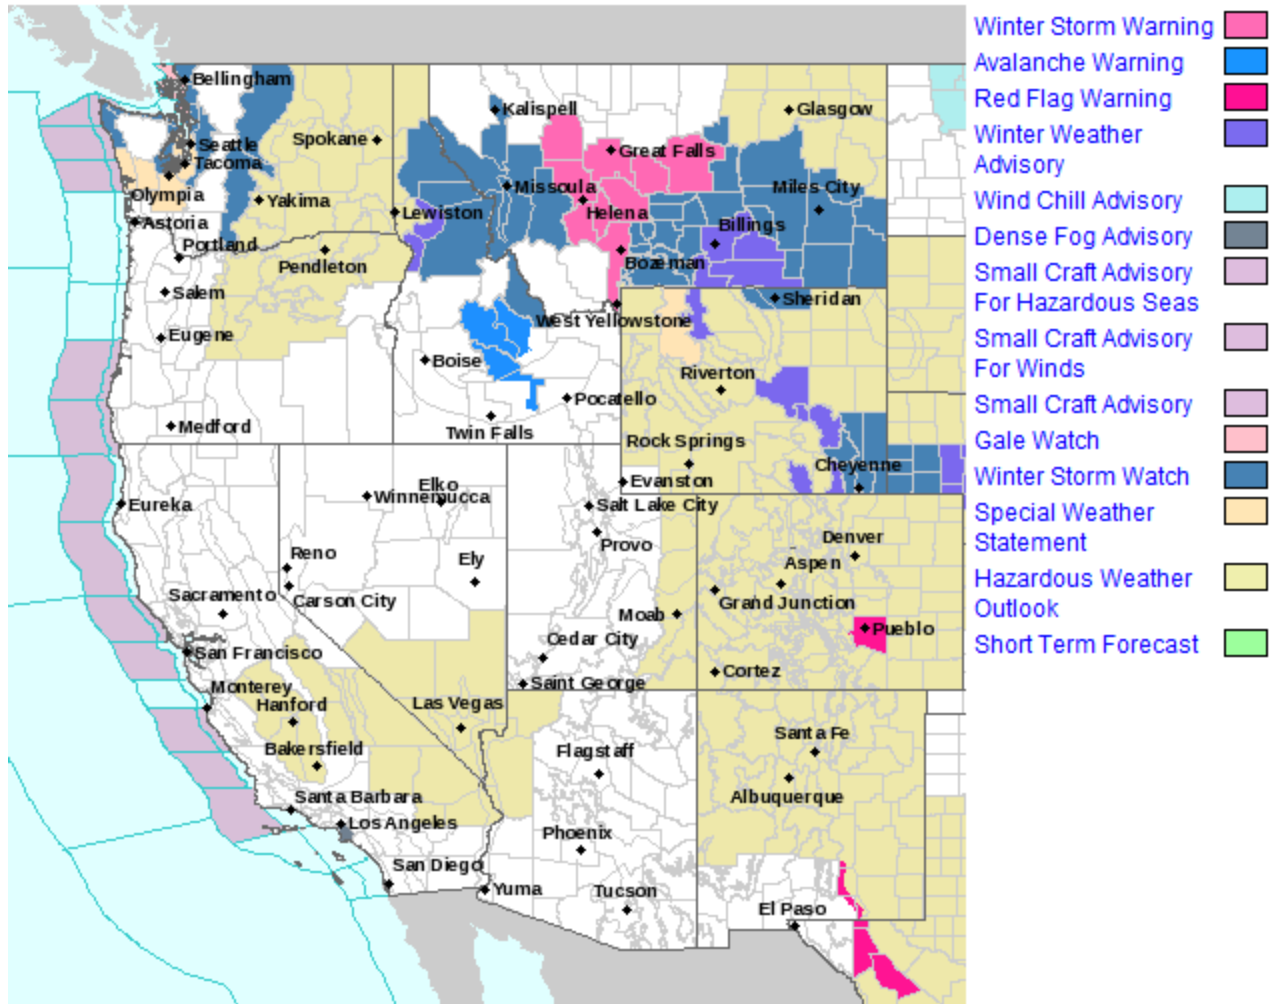 Bellingham
Seattle
Tacoma
Olympia
Astoria
Portland
Salem
Eugene
Medford
Spokane
Yakima
Pendleton
Lewiston
Kalispell
Missoula
Great Falls
Helena
Bozeman
Glasgow
Miles City
Billings
West Yellowstone
Sheridan
Boise
Pocatello
Twin Falls
Riverton
Rock Springs
Cheyenne
Evanston
Eureka
Elko
Winnemucca
Reno
Ely
Carson City
Sacramento
San Francisco
Salt Lake City
Provo
Moab
Cedar City
Saint George
Denver
Aspen
Grand Junction
Pueblo
Cortez
Monterey
Hanford
Bakersfield
Las Vegas
Santa Barbara
Los Angeles
San Diego
Flagstaff
Phoenix
Yuma
Tucson
Santa Fe
Albuquerque
El Paso
Winter Storm Warning
Avalanche Warning
Red Flag Warning
Winter Weather
Advisory
Wind Chill Advisory
Dense Fog Advisory
Small Craft Advisory
For Hazardous Seas
Small Craft Advisory
For Winds
Small Craft Advisory
Gale Watch
Winter Storm Watch
Special Weather
Statement
Hazardous Weather
Outlook
Short Term Forecast